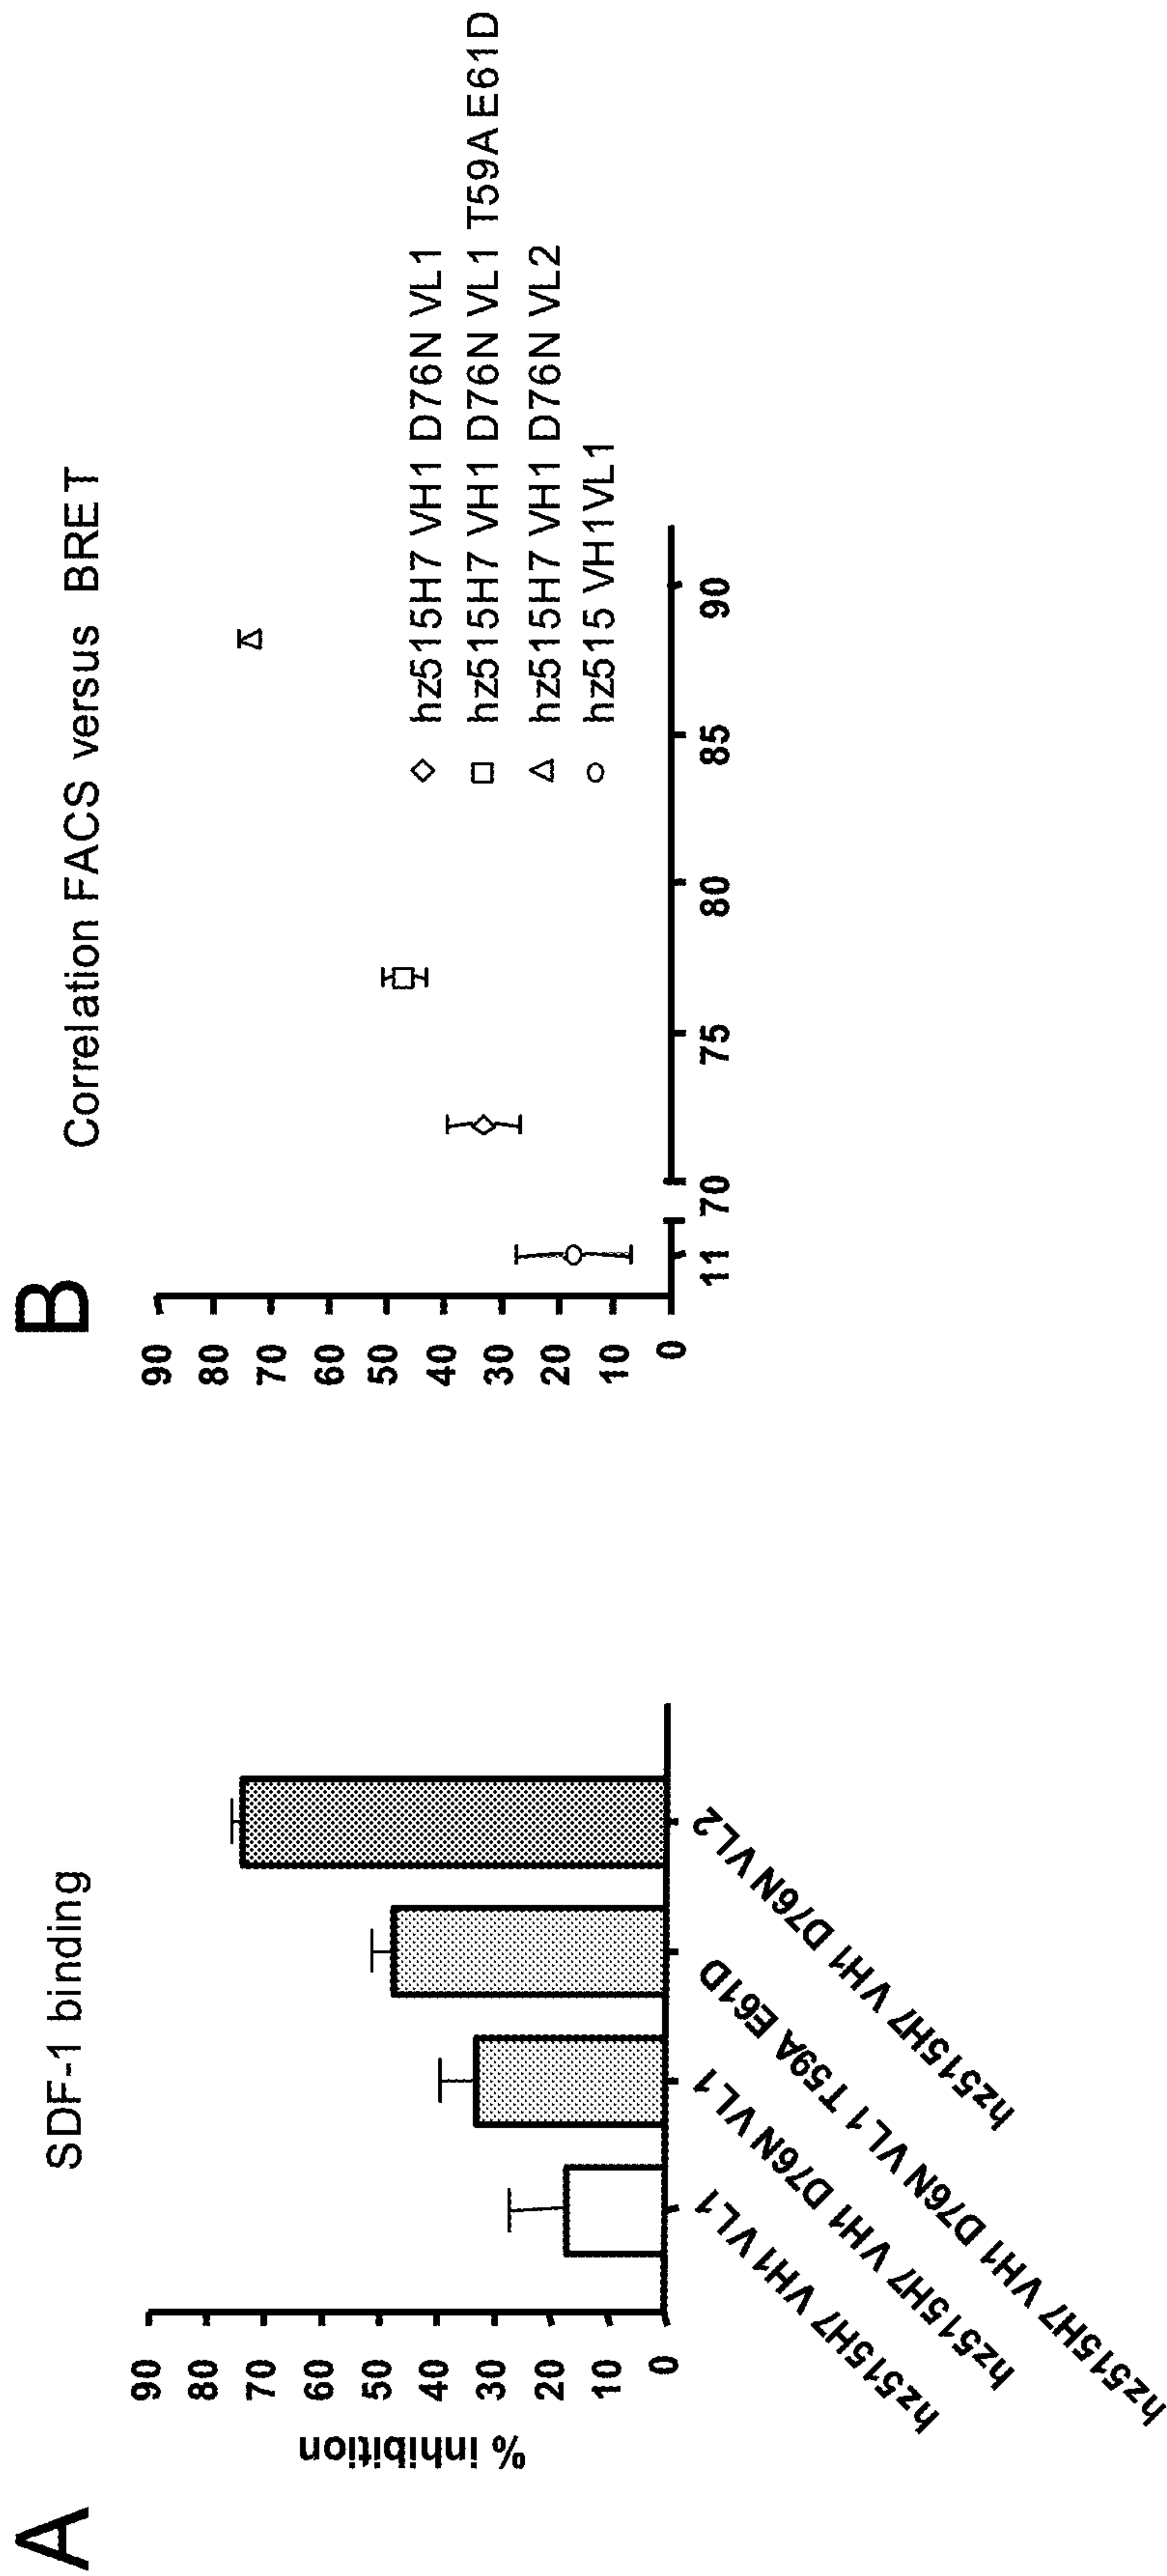 A
SDF-1 binding
% inhibition
90
80
70
60
50
40
30
20
10
0
hz515H7 VH1 VL1
hz515H7 VH1 D76N VL1
hz515H7 VH1 D76N VL1 T59A E61D
hz515H7 VH1 D76N VL2
B
Correlation FACS versus BRET
90
80
70
60
50
40
30
20
10
0
11 70 75 80 85 90
hz515H7 VH1 D76N VL1
hz515H7 VH1 D76N VL1 T59A E61D
hz515H7 VH1 D76N VL2
hz515 VH1VL1